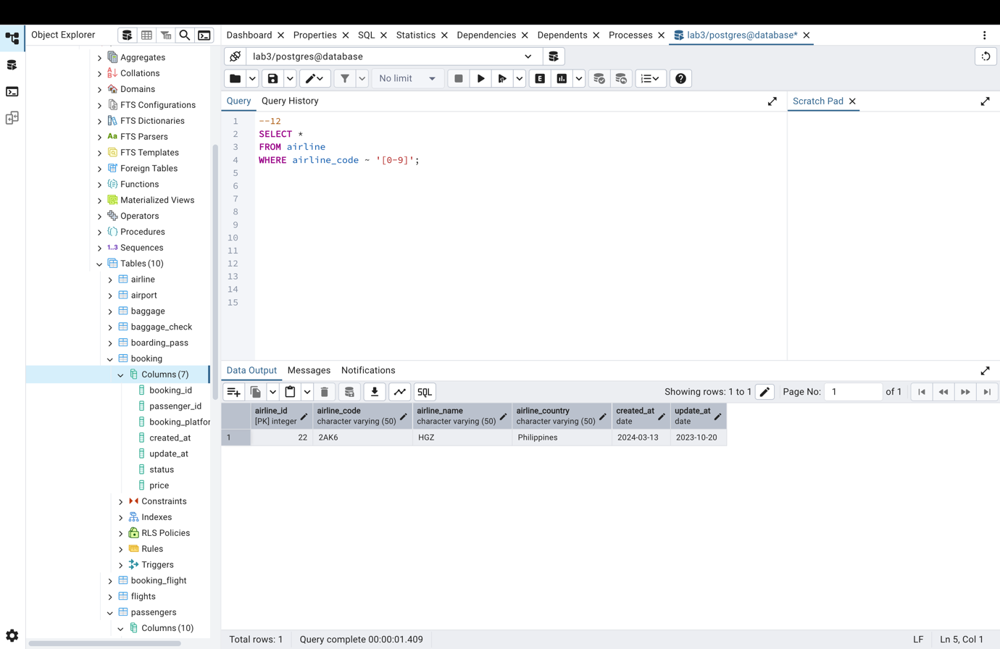 Object Explorer
Dashboard
Properties
SQL
Statistics
Dependencies
Dependents
Processes
lab3/postgres@database*
Aggregates
Collations
Domains
FTS Configurations
FTS Dictionaries
Aa FTS Parsers
FTS Templates
Foreign Tables
Functions
Materialized Views
Operators
Procedures
1..3 Sequences
Tables (10)
airline
airport
baggage
baggage_check
boarding_pass
booking
Columns (7)
booking_id
passenger_id
booking_platfor
created_at
update_at
status
price
Constraints
Indexes
RLS Policies
Rules
Triggers
booking_flight
flights
passengers
Columns (10)
lab3/postgres@database
No limit
E
Query
Query History
Scratch Pad
1 --12
2 SELECT *
3 FROM airline
4 WHERE airline_code ~ '[0-9]';
5
6
7
8
9
10
11
12
13
14
15
Data Output
Messages
Notifications
SQL
Showing rows: 1 to 1
Page No: 1 of 1
airline_id airline_code airline_name airline_country created_at update_at
[PK] integer character varying (50) character varying (50) character varying (50) date date
1 22 2AK6 HGZ Philippines 2024-03-13 2023-10-20
Total rows: 1
Query complete 00:00:01.409
LF
Ln 5, Col 1